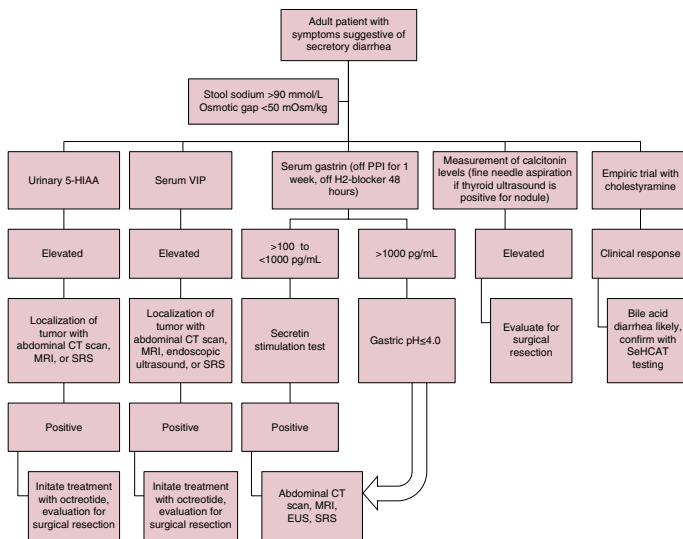 Adult patient with
symptoms suggestive of
secretory diarrhea
Stool sodium >90 mmol/L
Osmotic gap <50 mOsm/kg
Urinary 5-HIAA
Serum VIP
Serum gastrin (off PPI for 1
week, off H2-blocker 48
hours)
Measurement of calcitonin
levels (fine needle aspiration
if thyroid ultrasound is
positive for nodule)
Empiric trial with
cholestyramine
Elevated
Elevated
>100 to
<1000 pg/mL
>1000 pg/mL
Elevated
Clinical response
Localization of
tumor with
abdominal CT scan,
MRI, or SRS
Localization of
tumor with
abdominal CT scan,
MRI, endoscopic
ultrasound, or SRS
Secretin
stimulation test
Gastric pH≤4.0
Evaluate for
surgical
resection
Bile acid
diarrhea likely,
confirm with
SeHCAT
testing
Positive
Positive
Positive
Initate treatment
with octreotide,
evaluation for
surgical resection
Initate treatment
with octreotide,
evaluation for
surgical resection
Abdominal CT
scan, MRI,
EUS, SRS